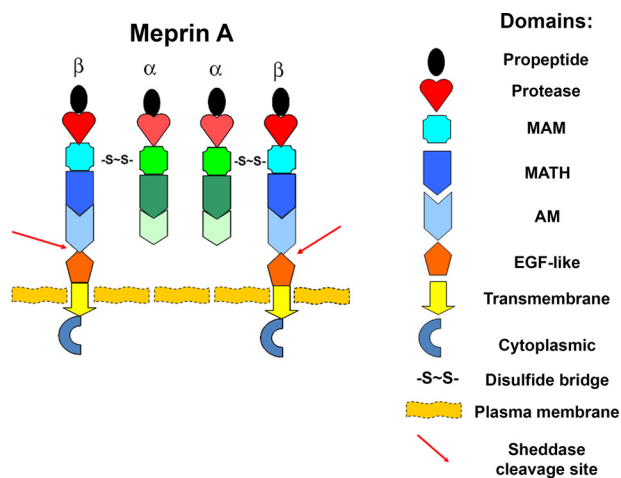 Meprin A
β α α β
-S~S- -S~S-
Domains:
Propeptide
Protease
MAM
MATH
AM
EGF-like
Transmembrane
Cytoplasmic
-S~S- Disulfide bridge
Plasma membrane
Sheddase
cleavage site